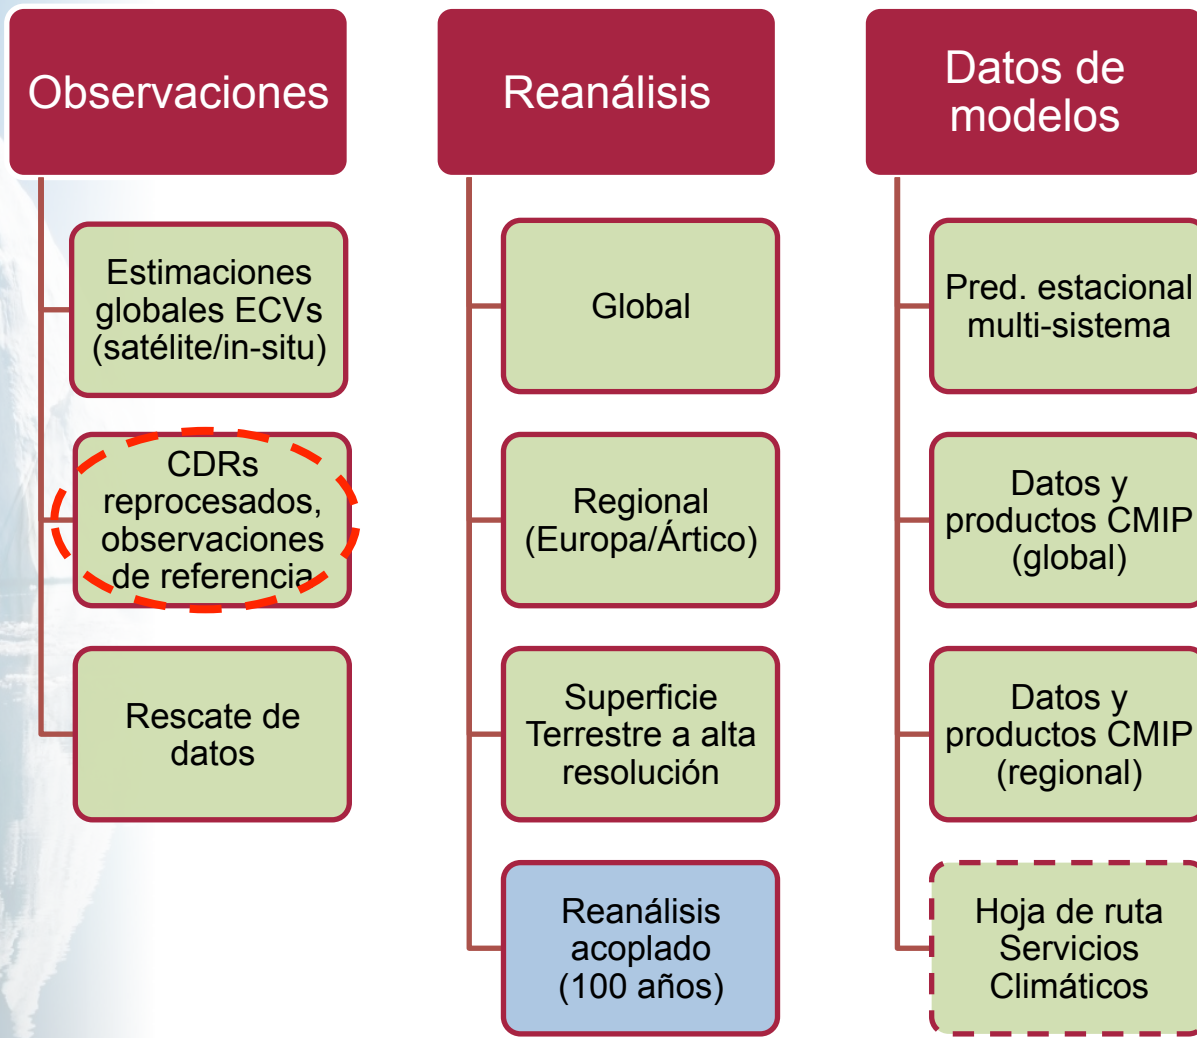 Observaciones
Estimaciones
globales ECVs
(satélite/in-situ)
CDRs
reprocesados,
observaciones
de referencia
Rescate de
datos
Reanálisis
Global
Regional
(Europa/Ártico)
Superficie
Terrestre a alta
resolución
Reanálisis
acoplado
(100 años)
Datos de
modelos
Pred. estacional
multi-sistema
Datos y
productos CMIP
(global)
Datos y
productos CMIP
(regional)
Hoja de ruta
Servicios
Climáticos